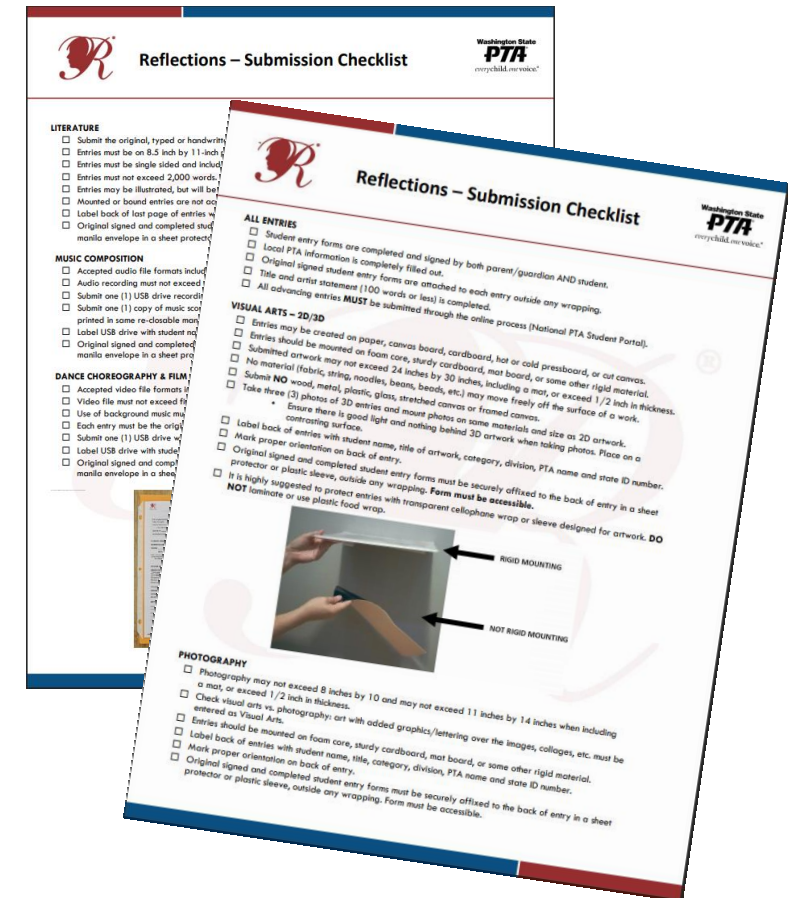 Reflections – Submission Checklist
Washington State
PTA
everychild. one voice.®
LITERATURE
☐ Submit the original, typed or
☐ Entries must be on 8.5 inch by 11-inch
☐ Entries must be single sided and
☐ Entries must not exceed 2,000 words.
☐ Entries may be illustrated, but will be
☐ Mounted or bound entries are not
☐ Label back of last page of entries
☐ Original signed and completed
manila envelope in a sheet
MUSIC COMPOSITION
☐ Accepted audio file formats
☐ Audio recording must not exceed
☐ Submit one (1) USB drive
☐ Submit one (1) copy of music
printed in same re-closable
☐ Label USB drive with student
☐ Original signed and completed
manila envelope in a sheet
DANCE CHOREOGRAPHY & FILM
☐ Accepted video file formats
☐ Video file must not exceed
☐ Use of background music
☐ Each entry must be the
☐ Submit one (1) USB drive
☐ Label USB drive with
☐ Original signed and
manila envelope in a
Reflections – Submission Checklist
Washington State
PTA
everychild. one voice.®
ALL ENTRIES
☐ Student entry forms are completed and signed by both parent/guardian AND student.
☐ Local PTA information is completely filled out.
☐ Original signed student entry forms are attached to each entry outside any wrapping.
☐ Title and artist statement (100 words or less) is completed.
☐ All advancing entries MUST be submitted through the online process (National PTA Student Portal).
VISUAL ARTS – 2D/3D
☐ Entries may be created on paper, canvas board, cardboard, hot or cold pressboard, or cut canvas.
☐ Entries should be mounted on foam core, sturdy cardboard, mat board, or some other rigid material.
☐ Submitted artwork may not exceed 24 inches by 30 inches, including a mat, or exceed 1/2 inch in thickness.
☐ No material (fabric, string, noodles, beans, beads, etc.) may move freely off the surface of a work.
☐ Submit NO wood, metal, plastic, glass, stretched canvas or framed canvas.
☐ Take three (3) photos of 3D entries and mount photos on same materials and size as 2D artwork.
• Ensure there is good light and nothing behind 3D artwork when taking photos. Place on a
contrasting surface.
☐ Label back of entries with student name, title of artwork, category, division, PTA name and state ID number.
☐ Mark proper orientation on back of entry.
☐ Original signed and completed student entry forms must be securely affixed to the back of entry in a sheet
protector or plastic sleeve, outside any wrapping. Form must be accessible.
☐ It is highly suggested to protect entries with transparent cellophane wrap or sleeve designed for artwork. DO
NOT laminate or use plastic food wrap.
RIGID MOUNTING
NOT RIGID MOUNTING
PHOTOGRAPHY
☐ Photography may not exceed 8 inches by 10 and may not exceed 11 inches by 14 inches when including
a mat, or exceed 1/2 inch in thickness.
☐ Check visual arts vs. photography: art with added graphics/lettering over the images, collages, etc. must be
entered as Visual Arts.
☐ Entries should be mounted on foam core, sturdy cardboard, mat board, or some other rigid material.
☐ Label back of entries with student name, title, category, division, PTA name and state ID number.
☐ Mark proper orientation on back of entry.
☐ Original signed and completed student entry forms must be securely affixed to the back of entry in a sheet
protector or plastic sleeve, outside any wrapping. Form must be accessible.